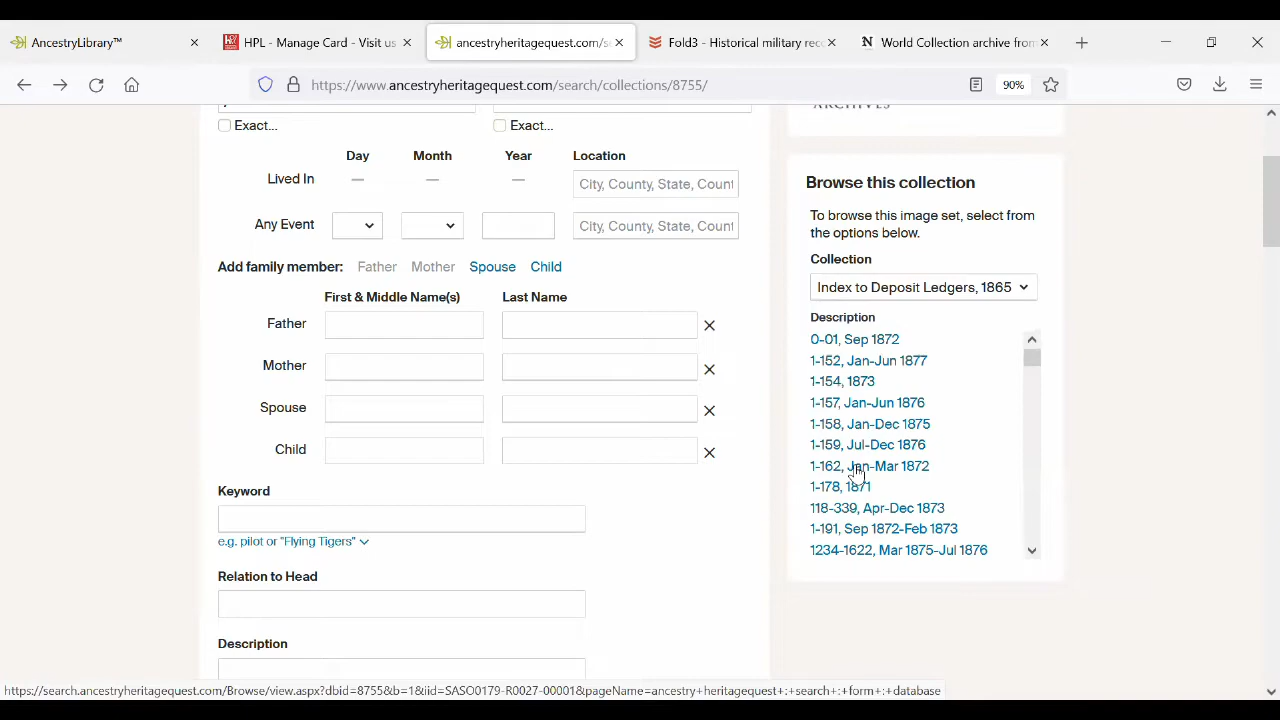 AncestryLibrary™
HPL - Manage Card - Visit us
ancestryheritagequest.com/s
Fold3 - Historical military rec
World Collection archive from
https://www.ancestryheritagequest.com/search/collections/8755/
90%
ARCHIVES
Exact...
Exact...
Day Month Year Location
Lived In — — — City, County, State, Count
Any Event City, County, State, Count
Add family member: Father Mother Spouse Child
First & Middle Name(s) Last Name
Father
Mother
Spouse
Child
Keyword
e.g. pilot or "Flying Tigers"
Relation to Head
Description
Browse this collection
To browse this image set, select from
the options below.
Collection
Index to Deposit Ledgers, 1865
Description
0-01, Sep 1872
1-152, Jan-Jun 1877
1-154, 1873
1-157, Jan-Jun 1876
1-158, Jan-Dec 1875
1-159, Jul-Dec 1876
1-162, Jan-Mar 1872
1-178, 1871
118-339, Apr-Dec 1873
1-191, Sep 1872-Feb 1873
1234-1622, Mar 1875-Jul 1876
https://search.ancestryheritagequest.com/Browse/view.aspx?dbid=8755&b=1&iid=SASO0179-R0027-00001&pageName=ancestry+heritagequest+:+search+:+form+:+database